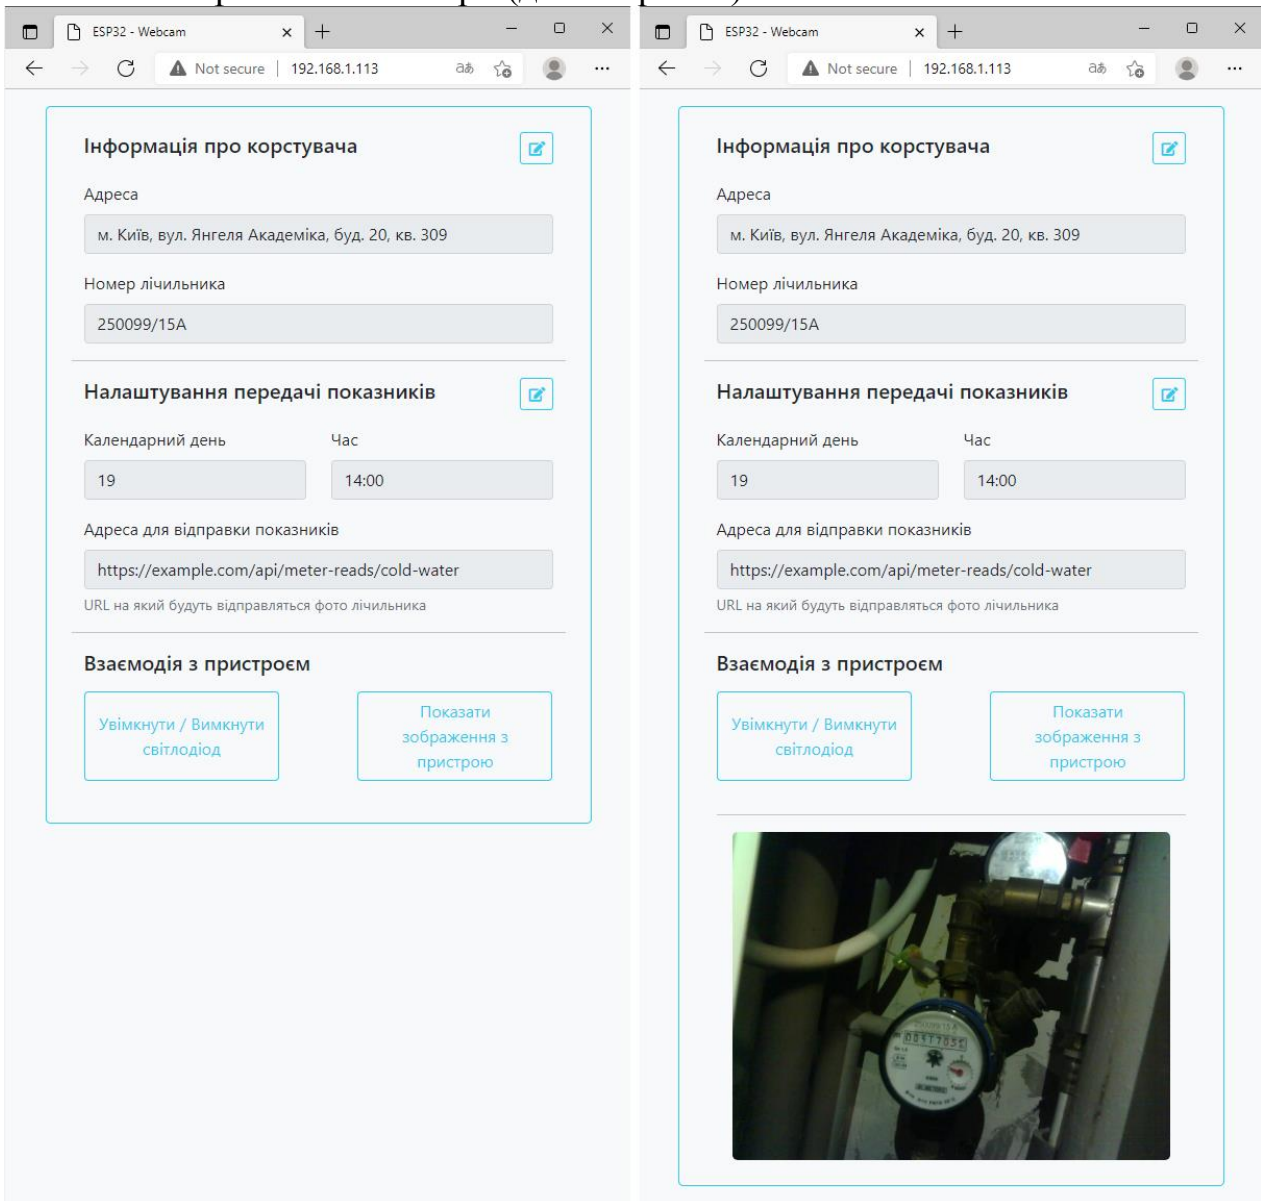 ESP32 - Webcam
Not secure | 192.168.1.113
Інформація про корстувача
Адреса
м. Київ, вул. Янгеля Академіка, буд. 20, кв. 309
Номер лічильника
250099/15A
Налаштування передачі показників
Календарний день Час
19 14:00
Адреса для відправки показників
https://example.com/api/meter-reads/cold-water
URL на який будуть відправляться фото лічильника
Взаємодія з пристроєм
Увімкнути / Вимкнути
світлодіод
Показати
зображення з
пристрою
ESP32 - Webcam
Not secure | 192.168.1.113
Інформація про корстувача
Адреса
м. Київ, вул. Янгеля Академіка, буд. 20, кв. 309
Номер лічильника
250099/15A
Налаштування передачі показників
Календарний день Час
19 14:00
Адреса для відправки показників
https://example.com/api/meter-reads/cold-water
URL на який будуть відправляться фото лічильника
Взаємодія з пристроєм
Увімкнути / Вимкнути
світлодіод
Показати
зображення з
пристрою
250099/15A